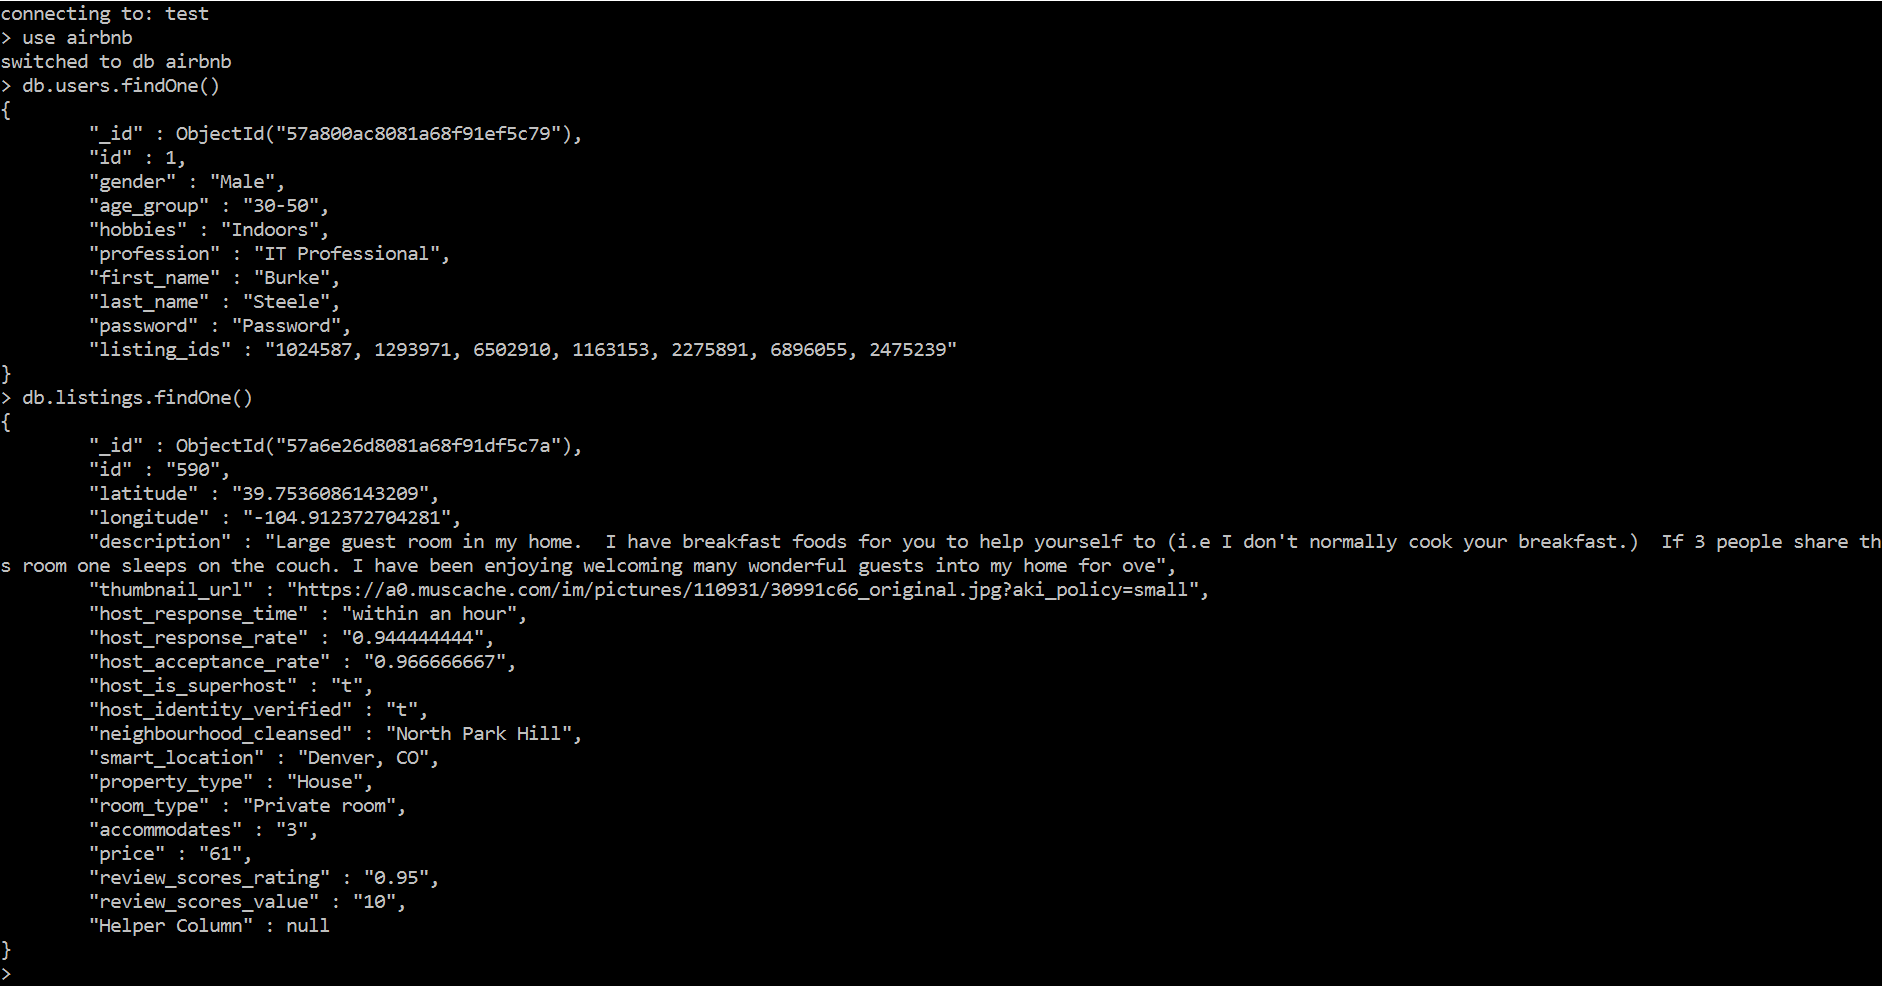 connecting to: test
> use airbnb
switched to db airbnb
> db.users.findOne()
{
        "_id" : ObjectId("57a800ac8081a68f91ef5c79"),
        "id" : 1,
        "gender" : "Male",
        "age_group" : "30-50",
        "hobbies" : "Indoors",
        "profession" : "IT Professional",
        "first_name" : "Burke",
        "last_name" : "Steele",
        "password" : "Password",
        "listing_ids" : "1024587, 1293971, 6502910, 1163153, 2275891, 6896055, 2475239"
}
> db.listings.findOne()
{
        "_id" : ObjectId("57a6e26d8081a68f91df5c7a"),
        "id" : "590",
        "latitude" : "39.7536086143209",
        "longitude" : "-104.912372704281",
        "description" : "Large guest room in my home.  I have breakfast foods for you to help yourself to (i.e I don't normally cook your breakfast.)  If 3 people share th
s room one sleeps on the couch. I have been enjoying welcoming many wonderful guests into my home for ove",
        "thumbnail_url" : "https://a0.muscache.com/im/pictures/110931/30991c66_original.jpg?aki_policy=small",
        "host_response_time" : "within an hour",
        "host_response_rate" : "0.944444444",
        "host_acceptance_rate" : "0.966666667",
        "host_is_superhost" : "t",
        "host_identity_verified" : "t",
        "neighbourhood_cleansed" : "North Park Hill",
        "smart_location" : "Denver, CO",
        "property_type" : "House",
        "room_type" : "Private room",
        "accommodates" : "3",
        "price" : "61",
        "review_scores_rating" : "0.95",
        "review_scores_value" : "10",
        "Helper Column" : null
}
>